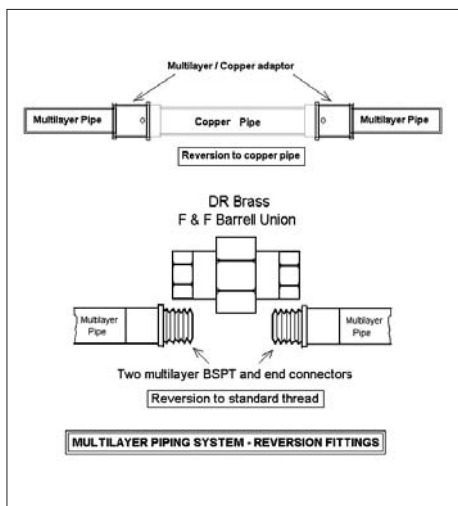 Multilayer / Copper adaptor
Multilayer Pipe
Copper Pipe
Multilayer Pipe
Reversion to copper pipe
DR Brass
F & F Barrell Union
Multilayer
Pipe
Multilayer
Pipe
Two multilayer BSPT and end connectors
Reversion to standard thread
MULTILAYER PIPING SYSTEM - REVERSION FITTINGS